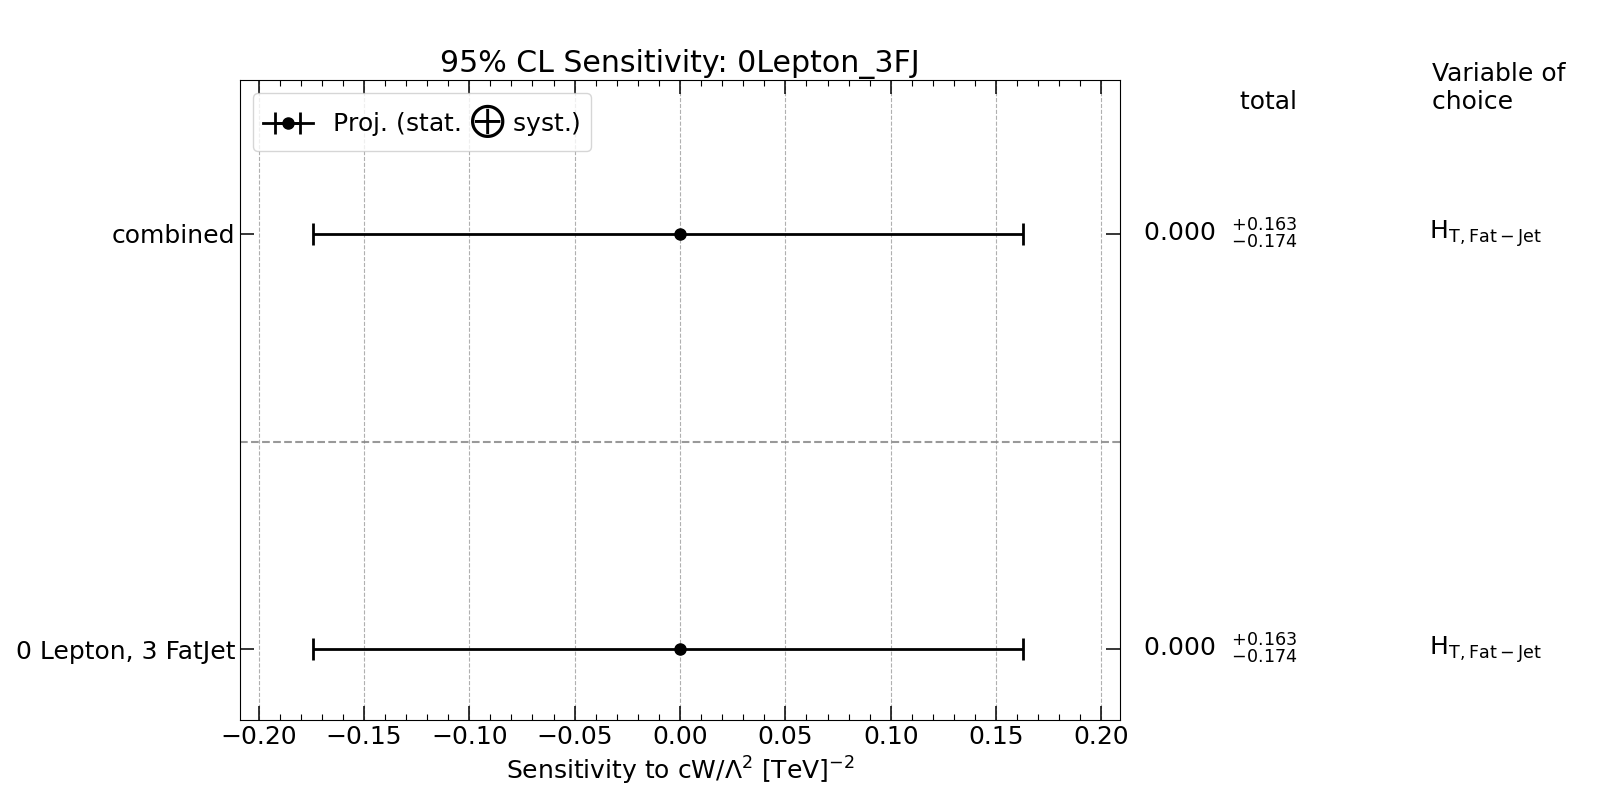 95% CL Sensitivity: 0Lepton_3FJ
total
Variable of
choice
Proj. (stat. ⊕ syst.)
combined
0.000 +0.163 −0.174
H_T, Fat−Jet
0 Lepton, 3 FatJet
0.000 +0.163 −0.174
H_T, Fat−Jet
−0.20 −0.15 −0.10 −0.05 0.00 0.05 0.10 0.15 0.20
Sensitivity to cW/Λ² [TeV]⁻²